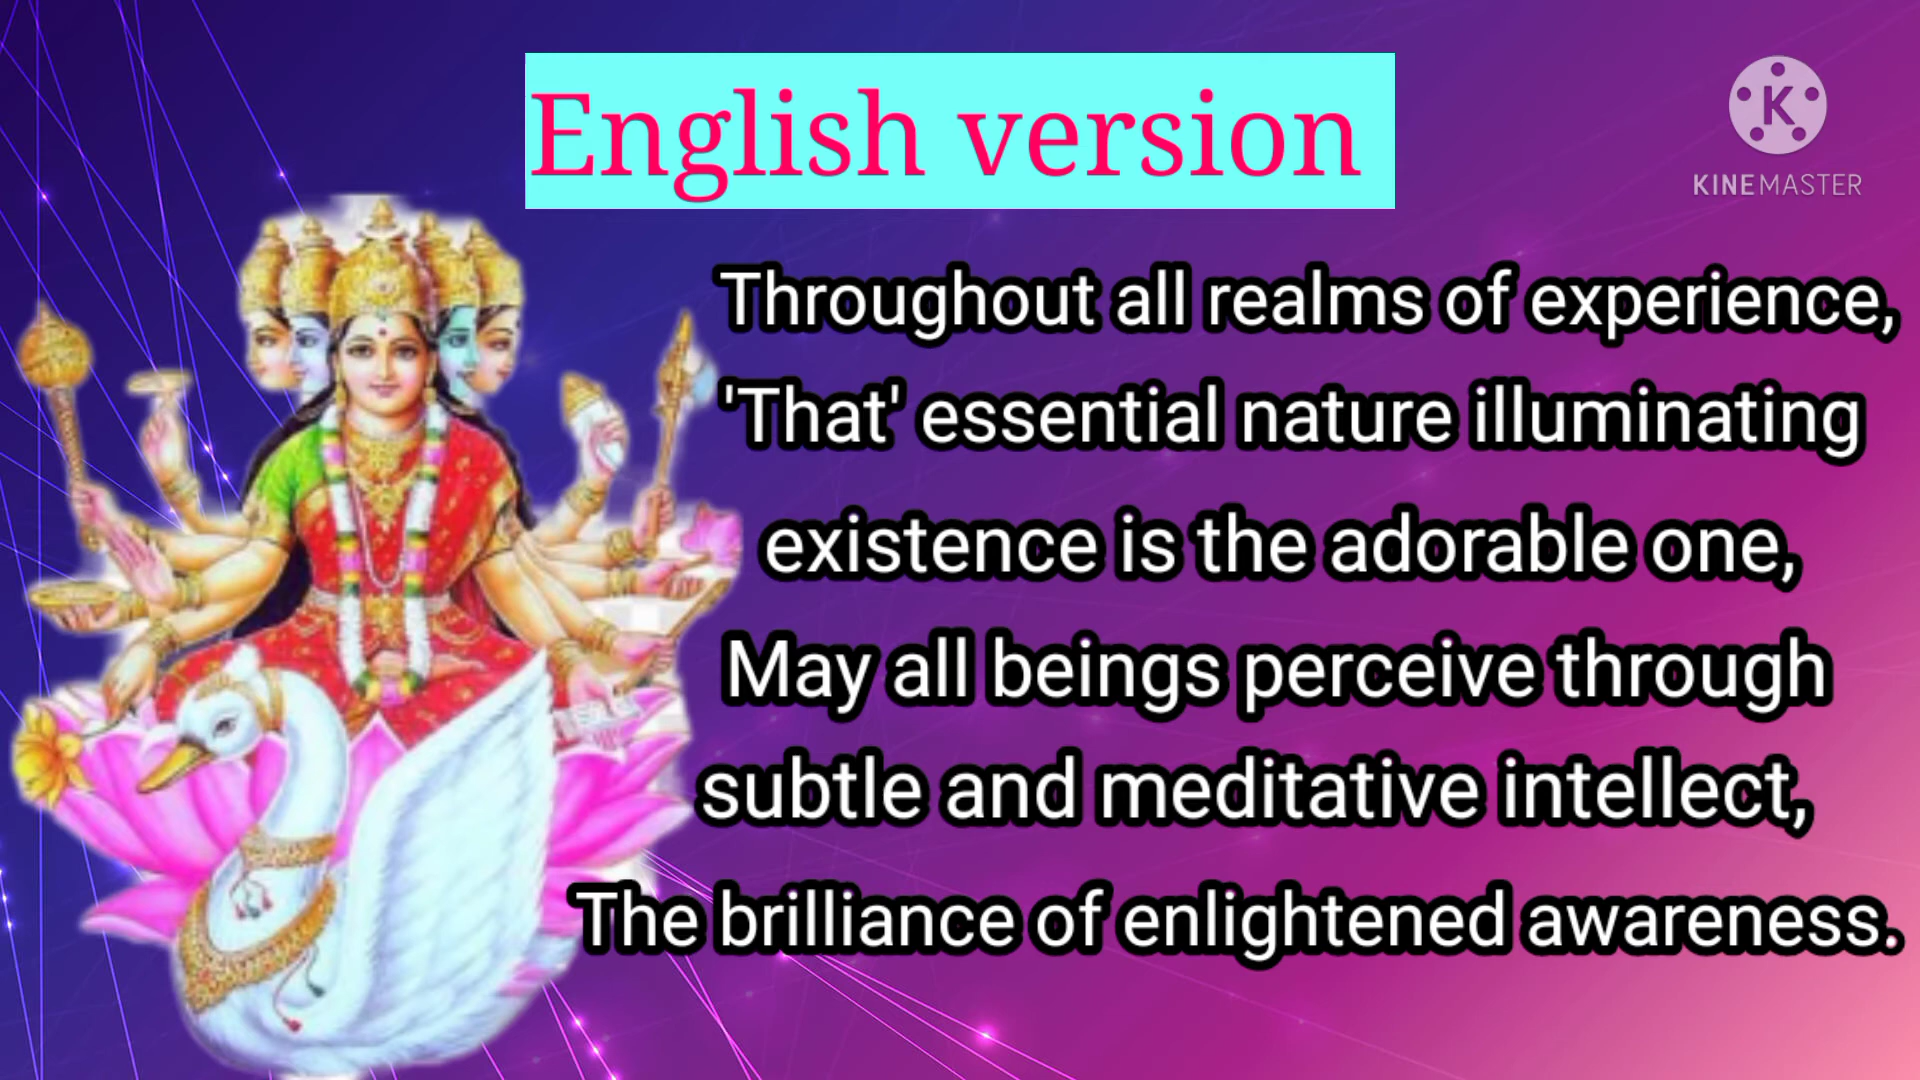 English version
K
KINEMASTER
Throughout all realms of experience,
'That' essential nature illuminating
existence is the adorable one,
May all beings perceive through
subtle and meditative intellect,
The brilliance of enlightened awareness.